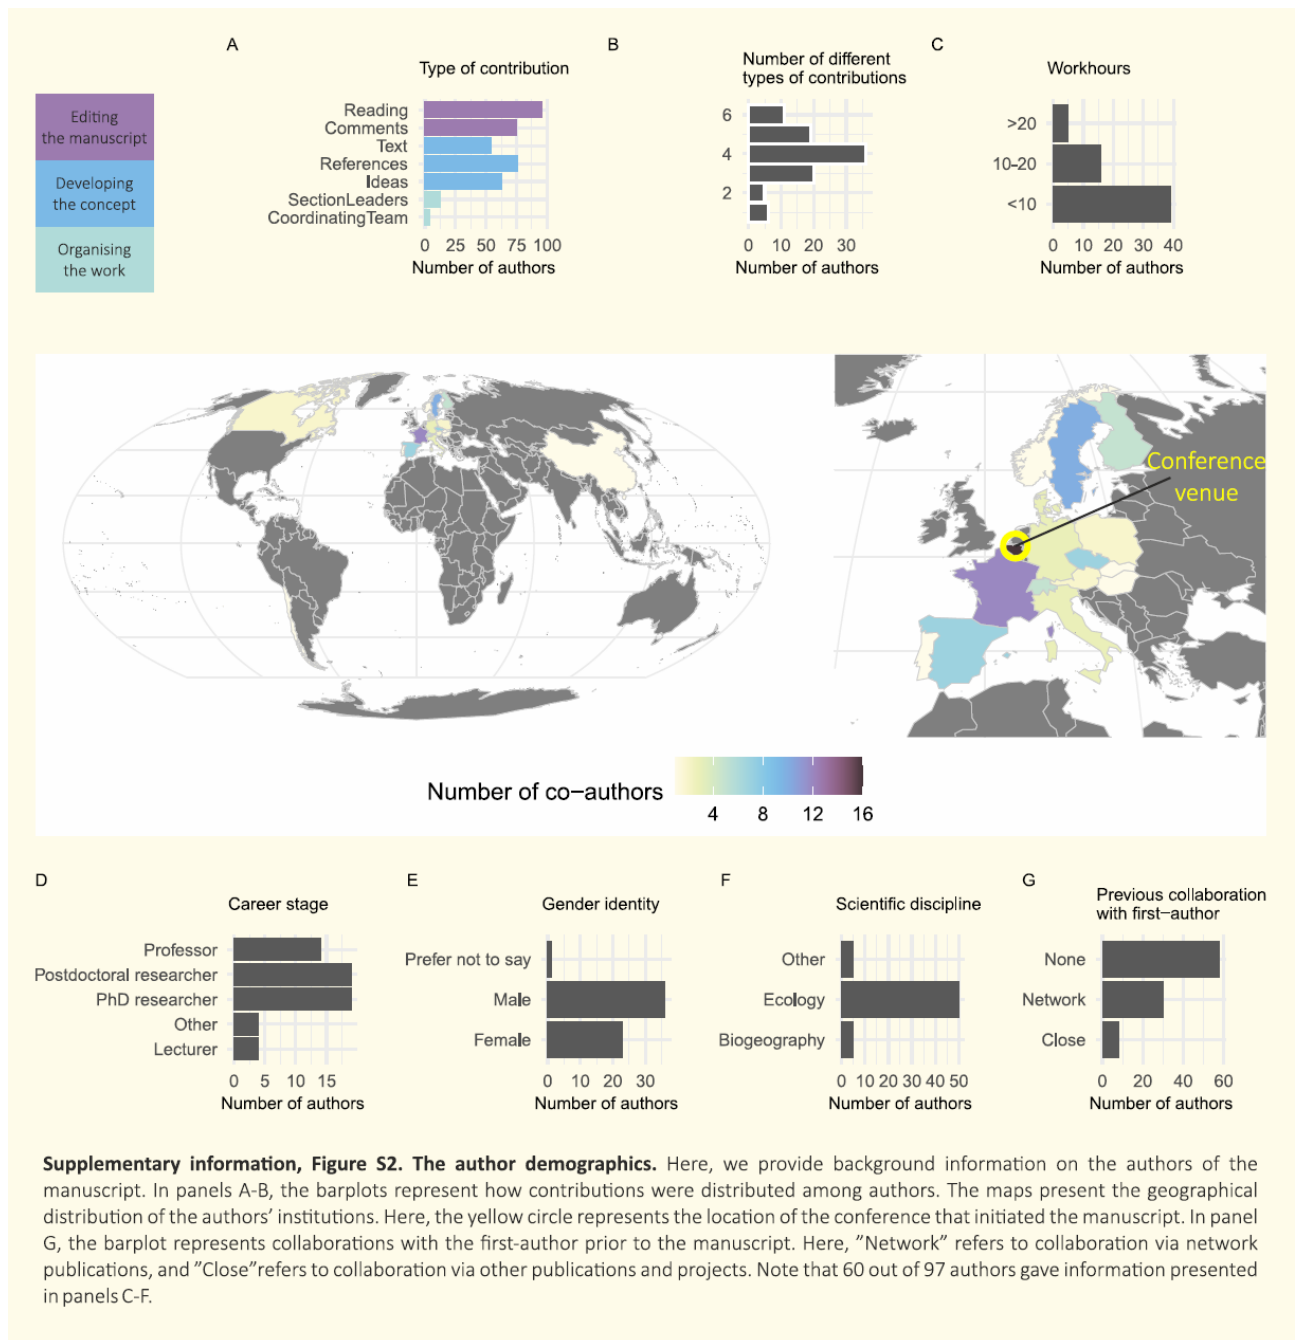 A
B
C
Type of contribution
Number of different
types of contributions
Workhours
Editing
the manuscript
Developing
the concept
Organising
the work
Reading
Comments
Text
References
Ideas
SectionLeaders
CoordinatingTeam
0 25 50 75 100
Number of authors
6
4
2
0 10 20 30
Number of authors
>20
10-20
<10
0 10 20 30 40
Number of authors
Conference
venue
Number of co-authors
4 8 12 16
D
E
F
G
Career stage
Professor
Postdoctoral researcher
PhD researcher
Other
Lecturer
0 5 10 15
Number of authors
Gender identity
Prefer not to say
Male
Female
0 10 20 30
Number of authors
Scientific discipline
Other
Ecology
Biogeography
0 10 20 30 40 50
Number of authors
Previous collaboration
with first-author
None
Network
Close
0 20 40 60
Number of authors
Supplementary information, Figure S2. The author demographics. Here, we provide background information on the authors of the
manuscript. In panels A-B, the barplots represent how contributions were distributed among authors. The maps present the geographical
distribution of the authors' institutions. Here, the yellow circle represents the location of the conference that initiated the manuscript. In panel
G, the barplot represents collaborations with the first-author prior to the manuscript. Here, "Network" refers to collaboration via network
publications, and "Close"refers to collaboration via other publications and projects. Note that 60 out of 97 authors gave information presented
in panels C-F.